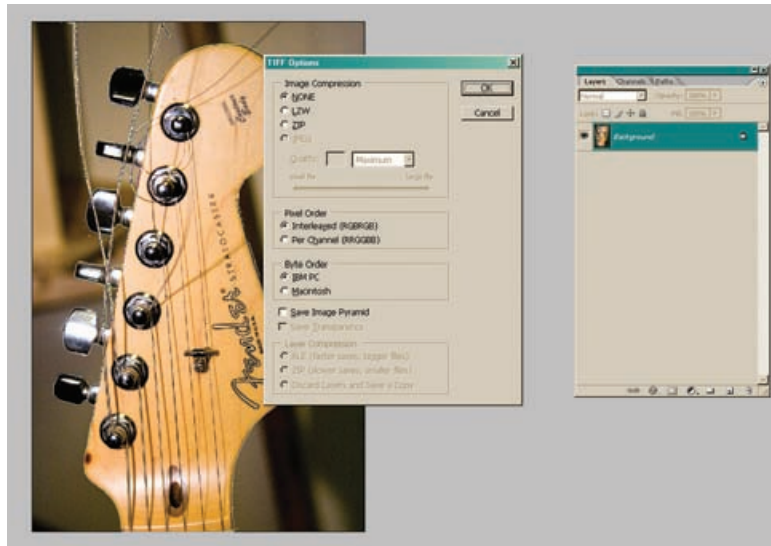 TIFF Options
Image Compression
NONE
LZW
ZIP
JPEG
Quality:
Maximum
large file
Pixel Order
Interleaved (RGBRGB)
Per Channel (RRGGBB)
Byte Order
IBM PC
Macintosh
Save Image Pyramid
Save Transparency
Layer Compression
RLE (faster saves, bigger files)
ZIP (slower saves, smaller files)
Discard Layers and Save a Copy
OK
Cancel
Layers Channels Paths
Normal
Opacity: 100%
Lock:
Fill: 100%
Background
Fender
STRATOCASTER